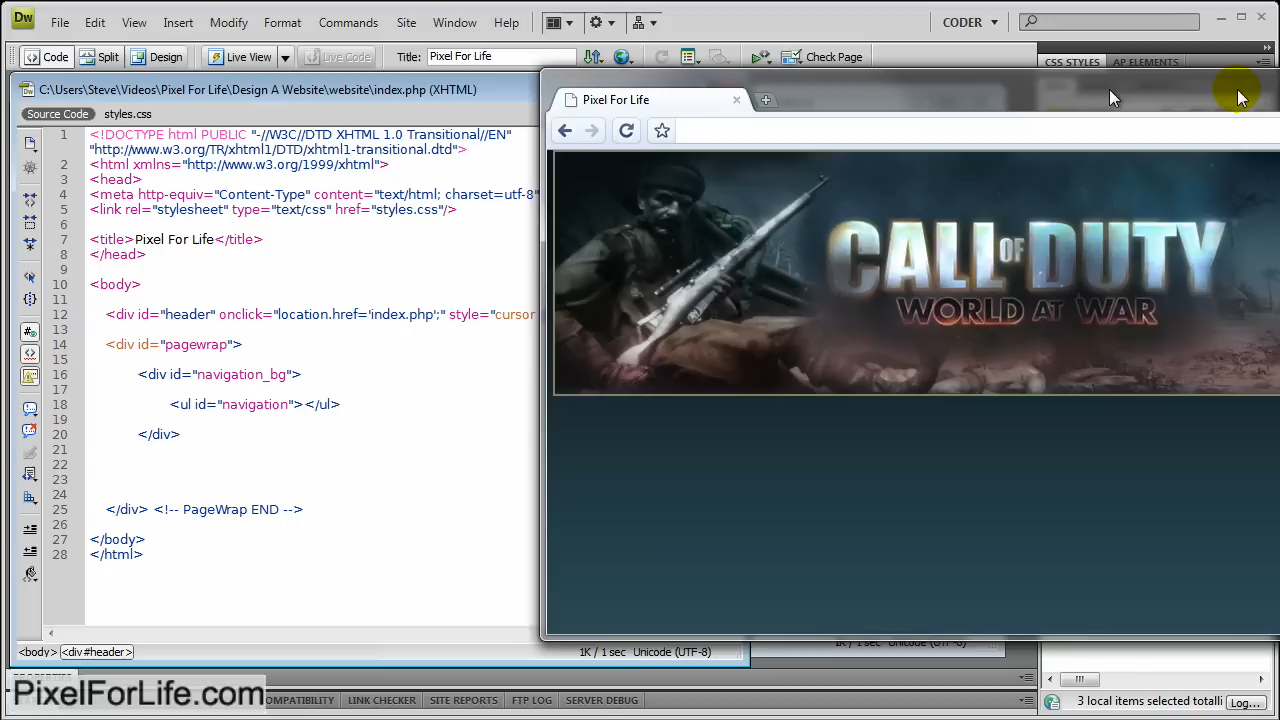 Dw File Edit View Insert Modify Format Commands Site Window Help CODER
Code Split Design Live View Live Code Title: Pixel For Life Check Page
CSS STYLES AP ELEMENTS
C:\Users\Steve\Videos\Pixel For Life\Design A Website\website\index.php (XHTML)
Source Code styles.css
Pixel For Life
1 <!DOCTYPE html PUBLIC "-//W3C//DTD XHTML 1.0 Transitional//EN"
"http://www.w3.org/TR/xhtml1/DTD/xhtml1-transitional.dtd">
2 <html xmlns="http://www.w3.org/1999/xhtml">
3 <head>
4 <meta http-equiv="Content-Type" content="text/html; charset=utf-8"
5 <link rel="stylesheet" type="text/css" href="styles.css"/>
6
7 <title>Pixel For Life</title>
8 </head>
9
10 <body>
11
12 <div id="header" onclick="location.href='index.php';" style="cursor
13
14 <div id="pagewrap">
15
16 <div id="navigation_bg">
17
18 <ul id="navigation"></ul>
19
20 </div>
21
22
23
24
25 </div> <!-- PageWrap END -->
26
27 </body>
28 </html>
CALL OF DUTY
WORLD AT WAR
<body> <div#header> 1K / 1 sec Unicode (UTF-8)
PixelForLife.com
COMPATIBILITY LINK CHECKER SITE REPORTS FTP LOG SERVER DEBUG
3 local items selected totalli Log...